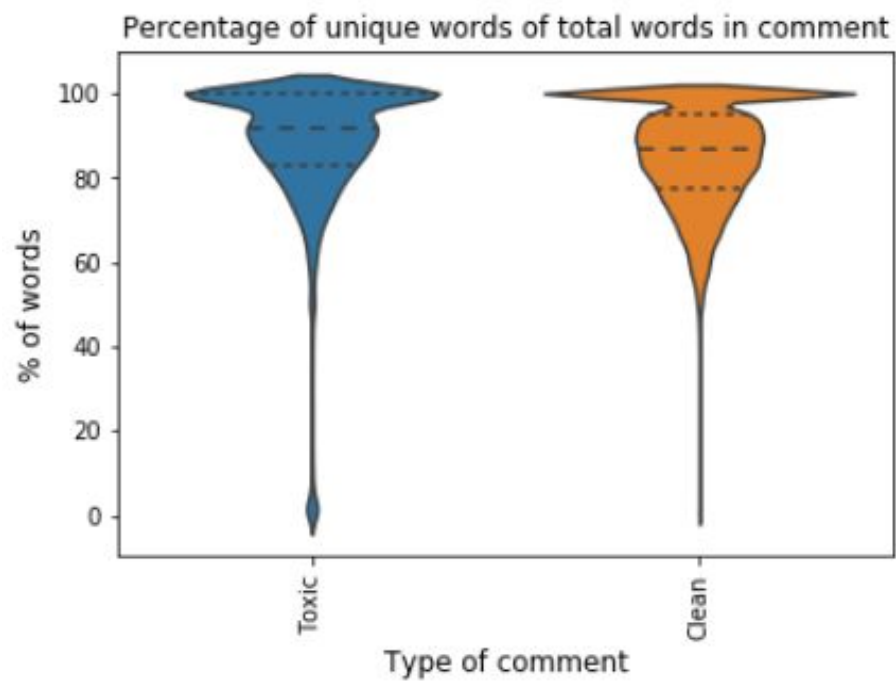 Percentage of unique words of total words in comment
100
80
60
40
20
0
% of words
Toxic
Clean
Type of comment